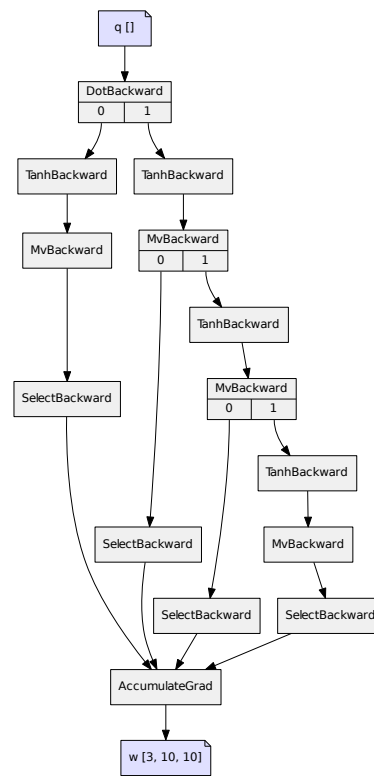 q []
DotBackward
0 1
TanhBackward TanhBackward
MvBackward
MvBackward
0 1
TanhBackward
SelectBackward
MvBackward
0 1
TanhBackward
SelectBackward
MvBackward
SelectBackward
SelectBackward
AccumulateGrad
w [3, 10, 10]